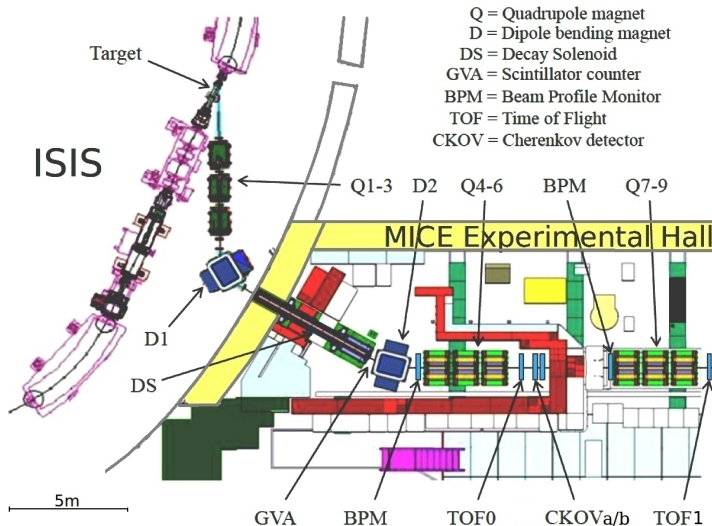 Q = Quadrupole magnet
D = Dipole bending magnet
DS = Decay Solenoid
GVA = Scintillator counter
BPM = Beam Profile Monitor
TOF = Time of Flight
CKOV = Cherenkov detector
Target
ISIS
Q1-3 D2 Q4-6 BPM Q7-9
MICE Experimental Hall
D1
DS
5m
GVA BPM TOF0 CKOVa/b TOF1